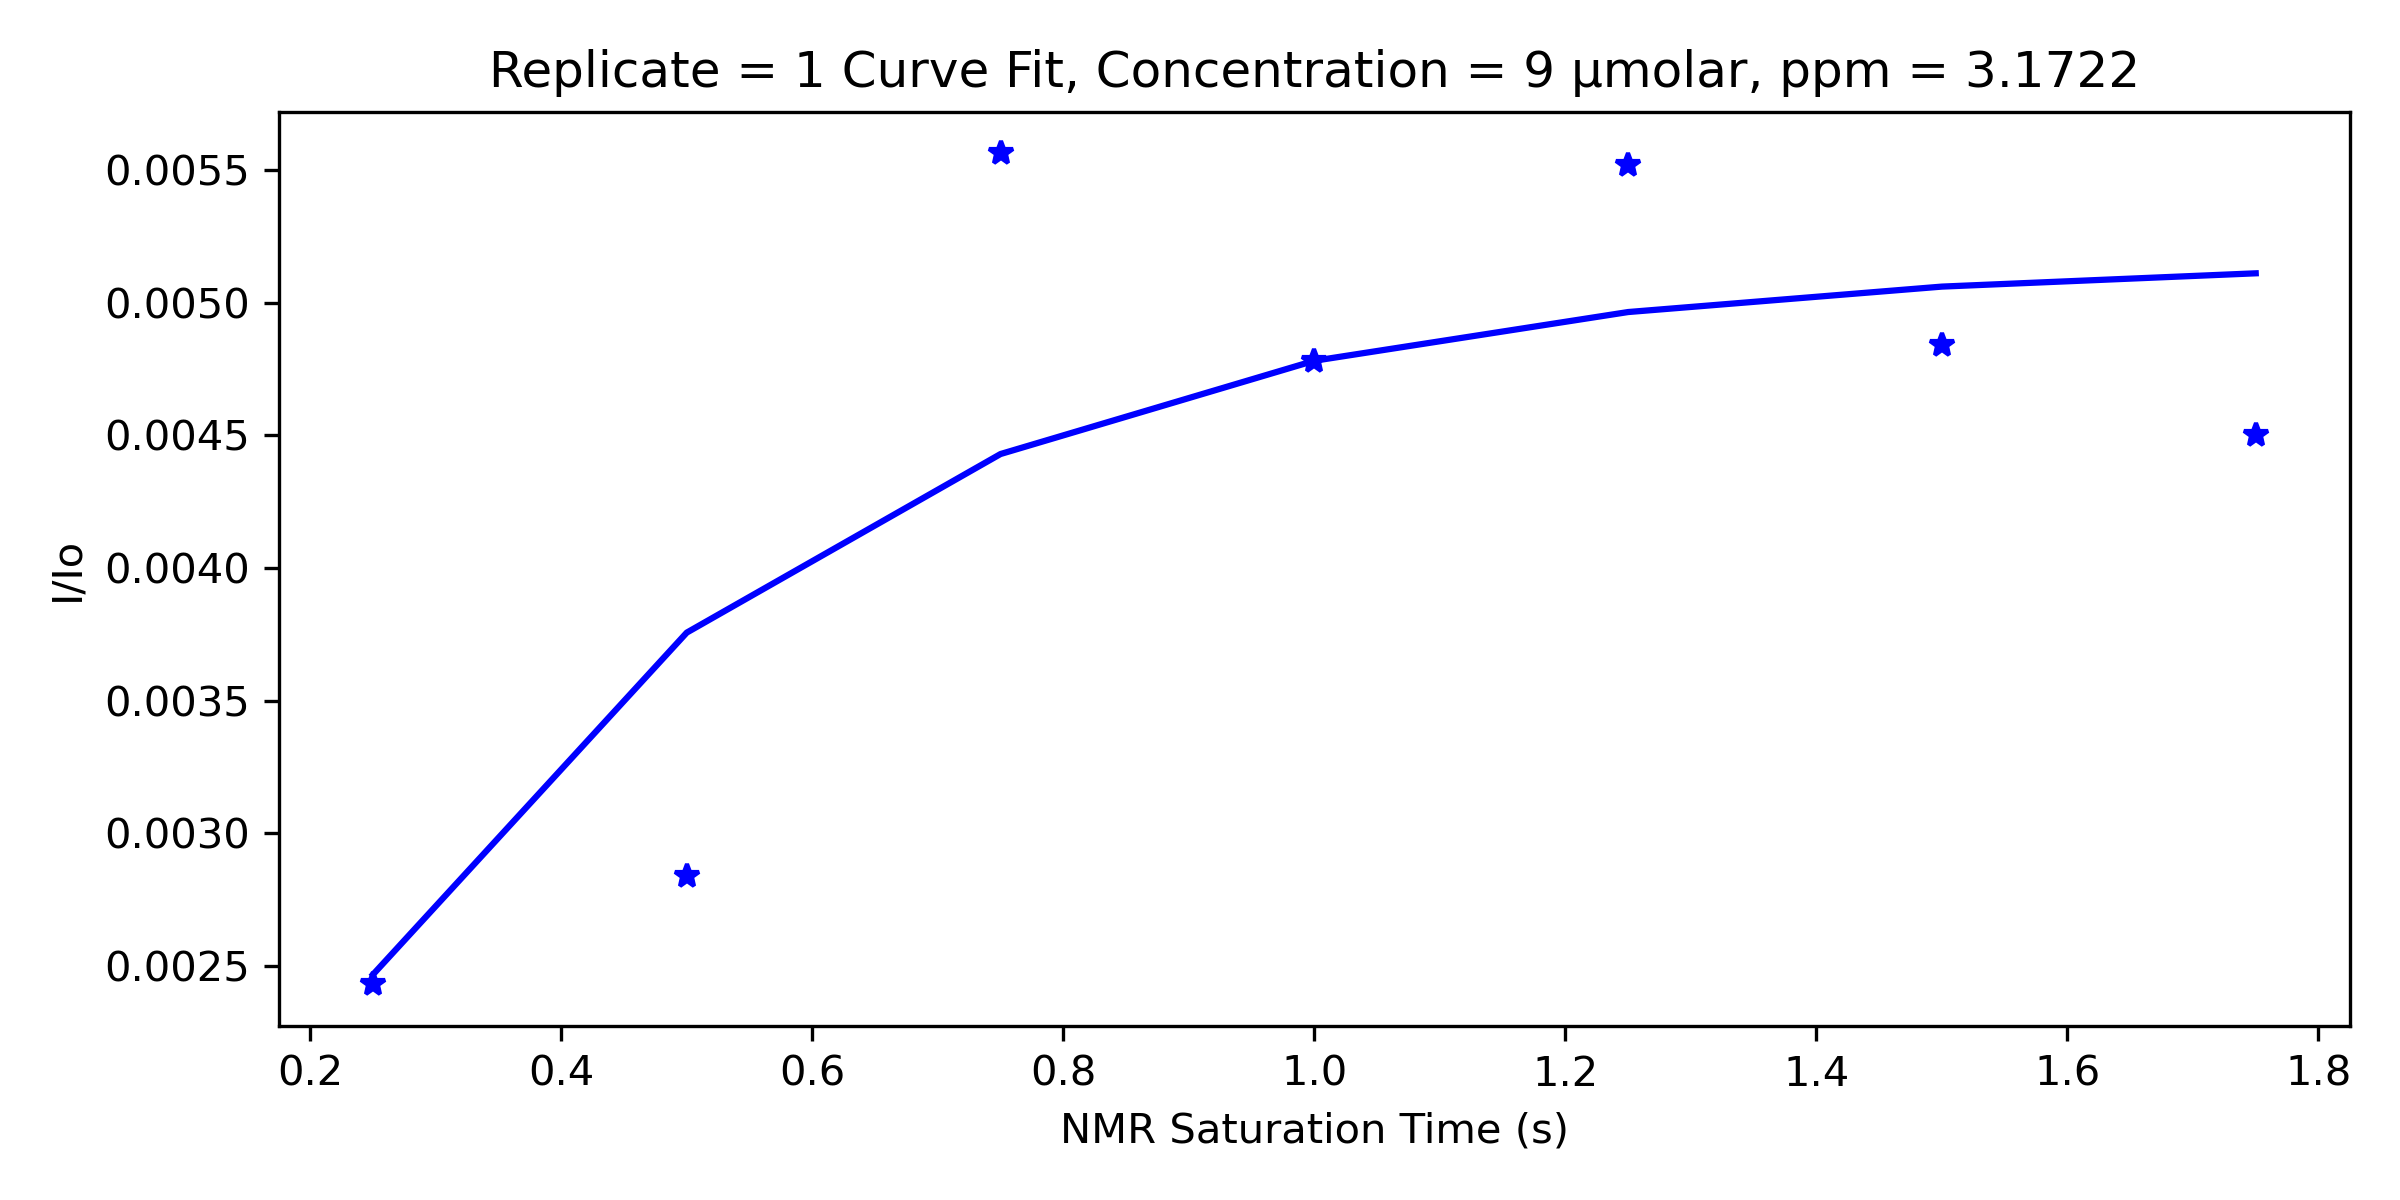 Replicate = 1 Curve Fit, Concentration = 9 µmolar, ppm = 3.1722
I/Io
0.0055
0.0050
0.0045
0.0040
0.0035
0.0030
0.0025
0.2 0.4 0.6 0.8 1.0 1.2 1.4 1.6 1.8
NMR Saturation Time (s)